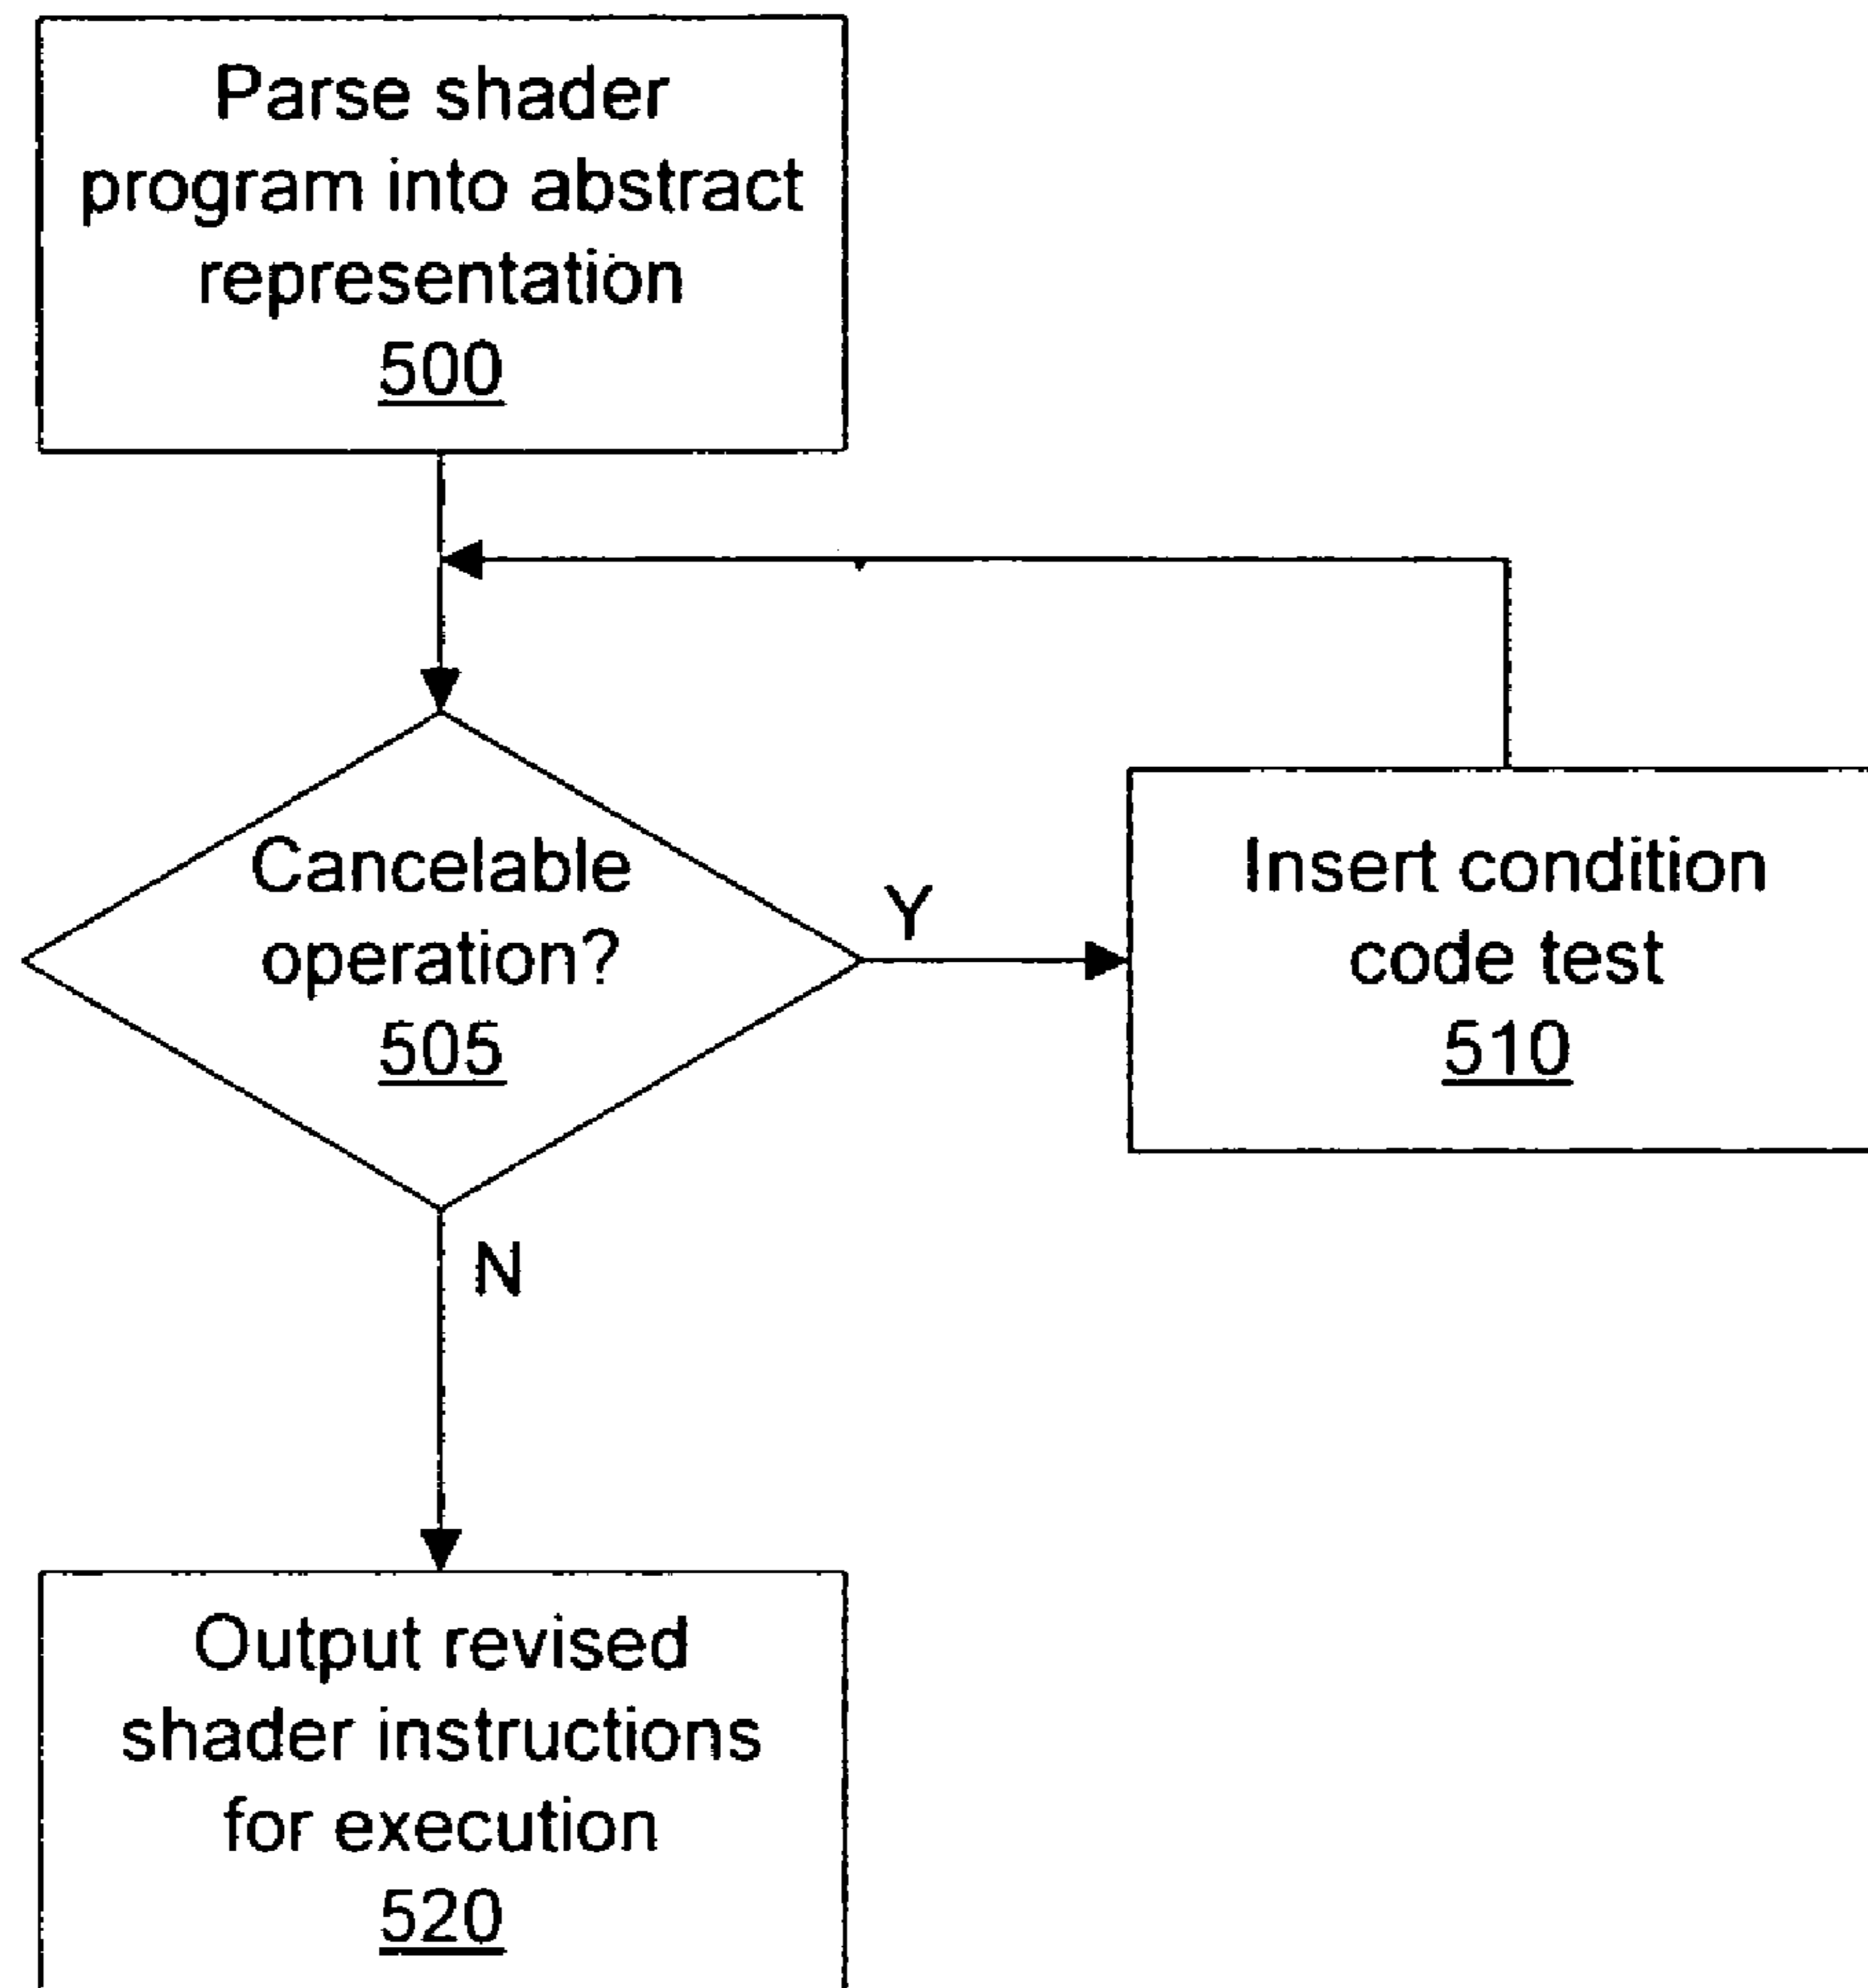 Parse shader
program into abstract
representation
500
Cancelable
operation?
505
Y
Insert condition
code test
510
N
Output revised
shader instructions
for execution
520